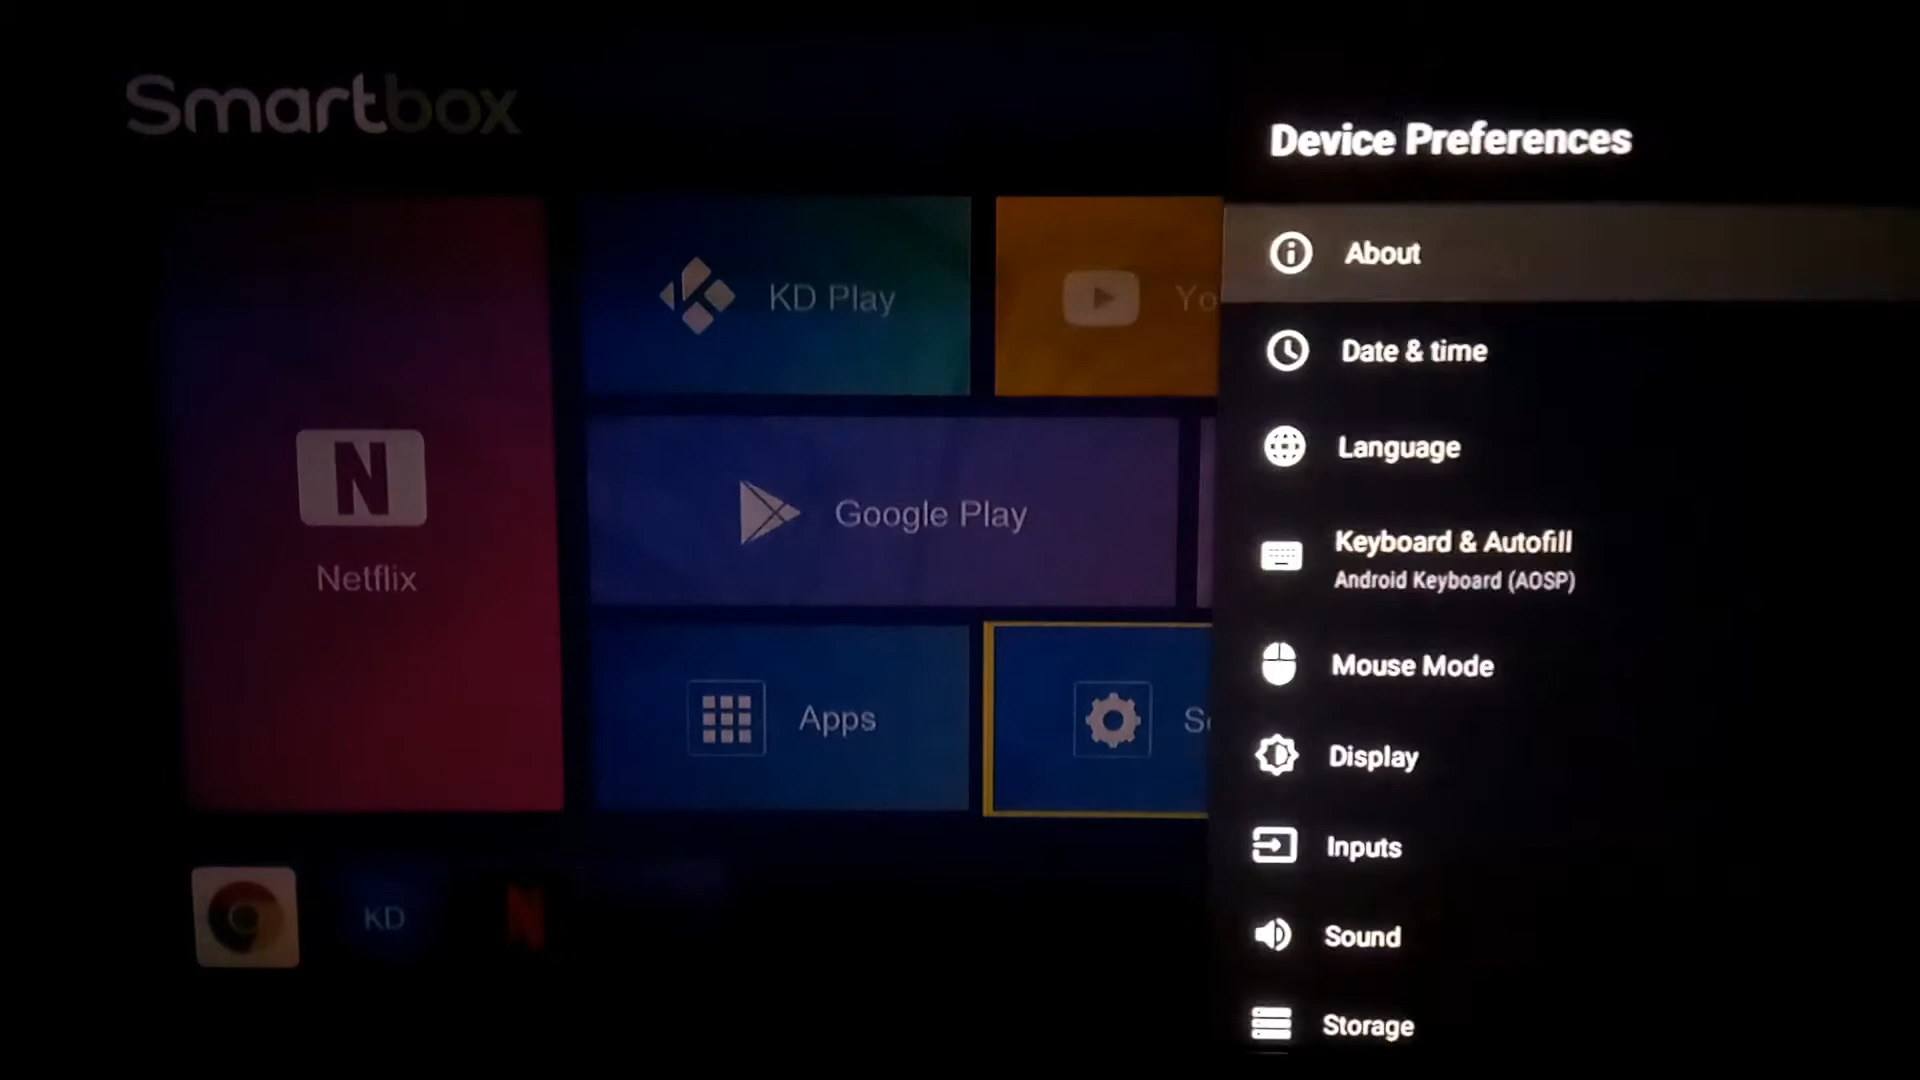 Smartbox
Device Preferences
About
Date & time
Language
Keyboard & Autofill
Android Keyboard (AOSP)
Mouse Mode
Display
Inputs
Sound
Storage
N
Netflix
KD Play
Yo
Google Play
Apps
KD
N